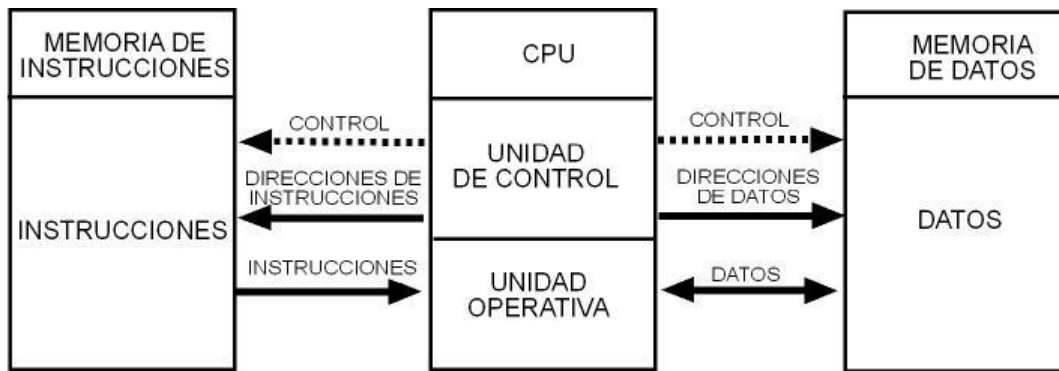 MEMORIA DE
INSTRUCCIONES
INSTRUCCIONES
CONTROL
DIRECCIONES DE
INSTRUCCIONES
INSTRUCCIONES
CPU
UNIDAD
DE CONTROL
UNIDAD
OPERATIVA
CONTROL
DIRECCIONES
DE DATOS
DATOS
MEMORIA
DE DATOS
DATOS